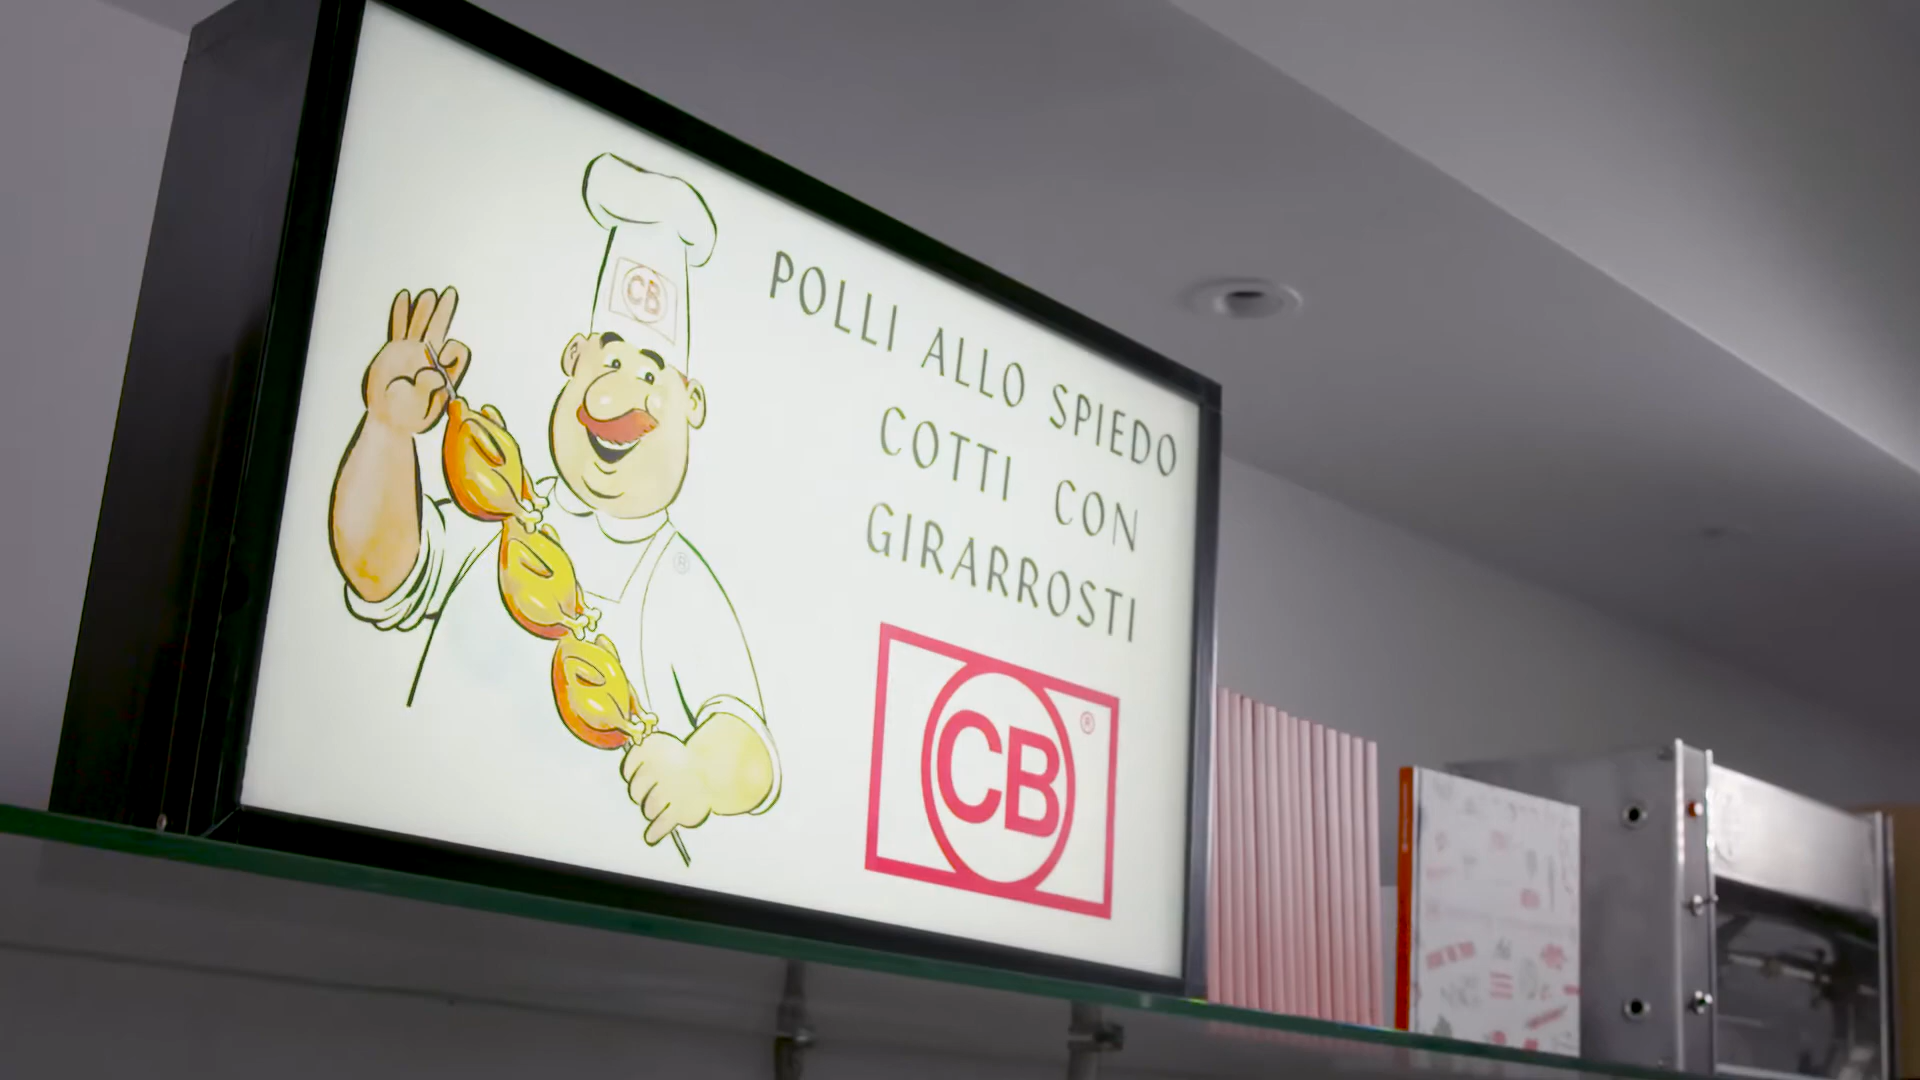 CB
POLLI ALLO SPIEDO
COTTI CON
GIRARROSTI
®
CB ®